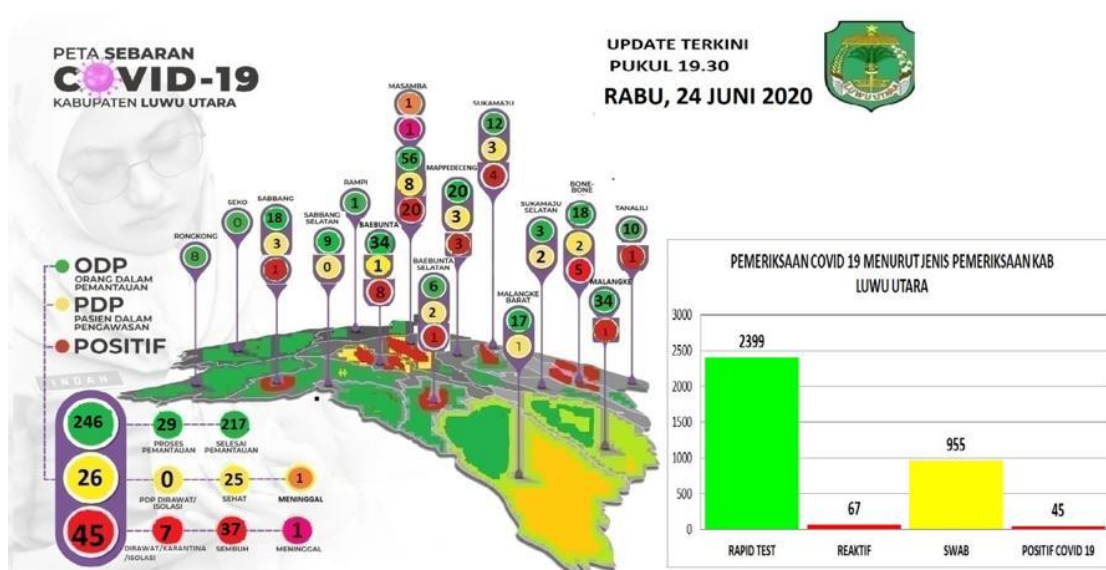 PETA SEBARAN
COVID-19
KABUPATEN LUWU UTARA
UPDATE TERKINI
PUKUL 19.30
RABU, 24 JUNI 2020
LUWU UTARA
RONGKONG
8
SEKO
0
SABBANG
18
3
1
SABBANG
SELATAN
9
0
RAMPI
1
BAEBUNTA
34
1
8
MASAMBA
1
1
56
8
20
BAEBUNTA
SELATAN
6
2
1
MAPPEDECENG
20
3
3
SUKAMAJU
12
3
4
MALANGKE
BARAT
17
1
SUKAMAJU
SELATAN
3
2
BONE-
BONE
18
2
5
MALANGKE
34
1
TANALILI
10
1
ODP
ORANG DALAM
PEMANTAUAN
PDP
PASIEN DALAM
PENGAWASAN
POSITIF
INDAH
246
29
PROSES
PEMANTAUAN
217
SELESAI
PEMANTAUAN
26
0
PDP DIRAWAT/
ISOLASI
25
SEHAT
1
MENINGGAL
45
7
DIRAWAT/KARANTINA
/ISOLASI
37
SEMBUH
1
MENINGGAL
PEMERIKSAAN COVID 19 MENURUT JENIS PEMERIKSAAN KAB
LUWU UTARA
3000
2500
2000
1500
1000
500
0
2399
67
955
45
RAPID TEST
REAKTIF
SWAB
POSITIF COVID 19